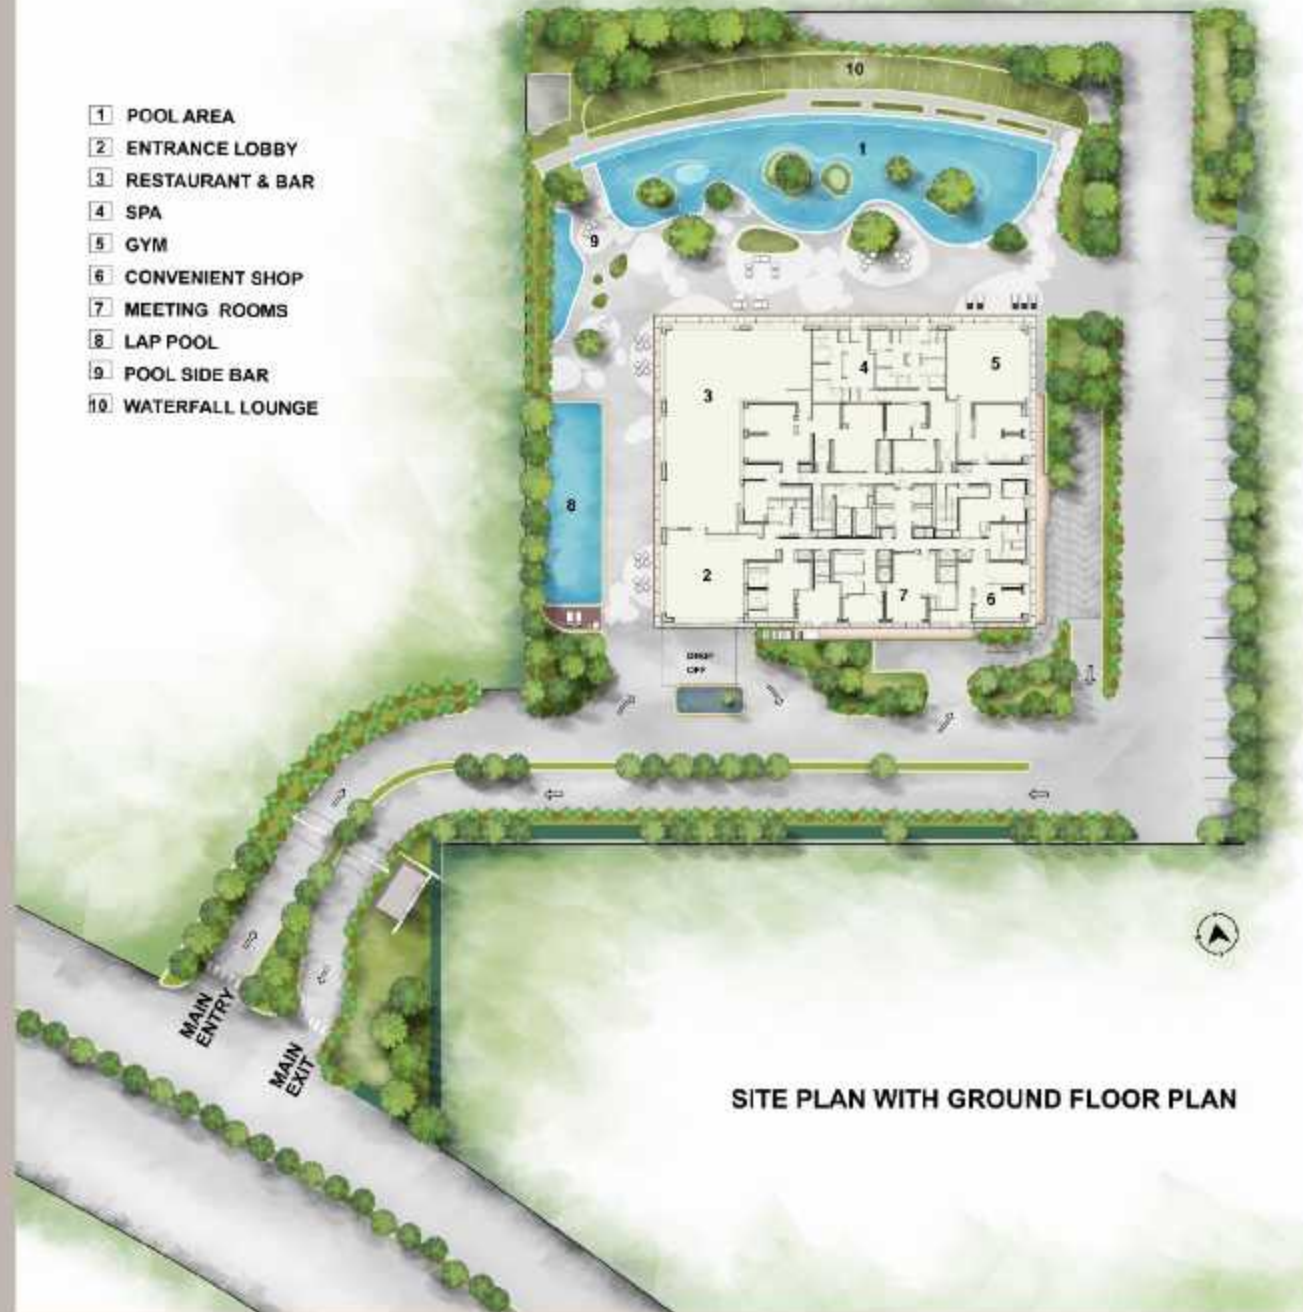 10
1 POOL AREA
2 ENTRANCE LOBBY
3 RESTAURANT & BAR
4 SPA
5 GYM
6 CONVENIENT SHOP
7 MEETING ROOMS
8 LAP POOL
9 POOL SIDE BAR
10 WATERFALL LOUNGE
1
9
4
5
3
8
2
7
6
DROP
OFF
MAIN
ENTRY
MAIN
EXIT
SITE PLAN WITH GROUND FLOOR PLAN